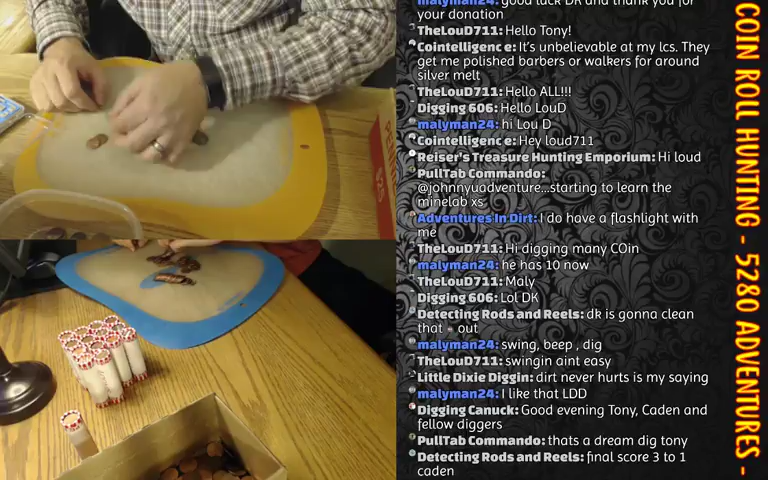 malyman24: good luck DR and thank you for
your donation
TheLouD711: Hello Tony!
Cointelligenc e: It's unbelievable at my lcs. They
get me polished barbers or walkers for around
silver melt
TheLouD711: Hello ALL!!!
Digging 606: Hello LouD
malyman24: hi Lou D
Cointelligenc e: Hey loud711
Reiser's Treasure Hunting Emporium: Hi loud
PullTab Commando:
@johnnyuadventure...starting to learn the
minelab xs
Adventures In Dirt: I do have a flashlight with
me
TheLouD711: Hi digging many COin
malyman24: he has 10 now
TheLouD711: Maly
Digging 606: Lol DK
Detecting Rods and Reels: dk is gonna clean
that - out
malyman24: swing, beep , dig
TheLouD711: swingin aint easy
Little Dixie Diggin: dirt never hurts is my saying
malyman24: I like that LDD
Digging Canuck: Good evening Tony, Caden and
fellow diggers
PullTab Commando: thats a dream dig tony
Detecting Rods and Reels: final score 3 to 1
caden
COIN ROLL HUNTING - 5280 ADVENTURES -